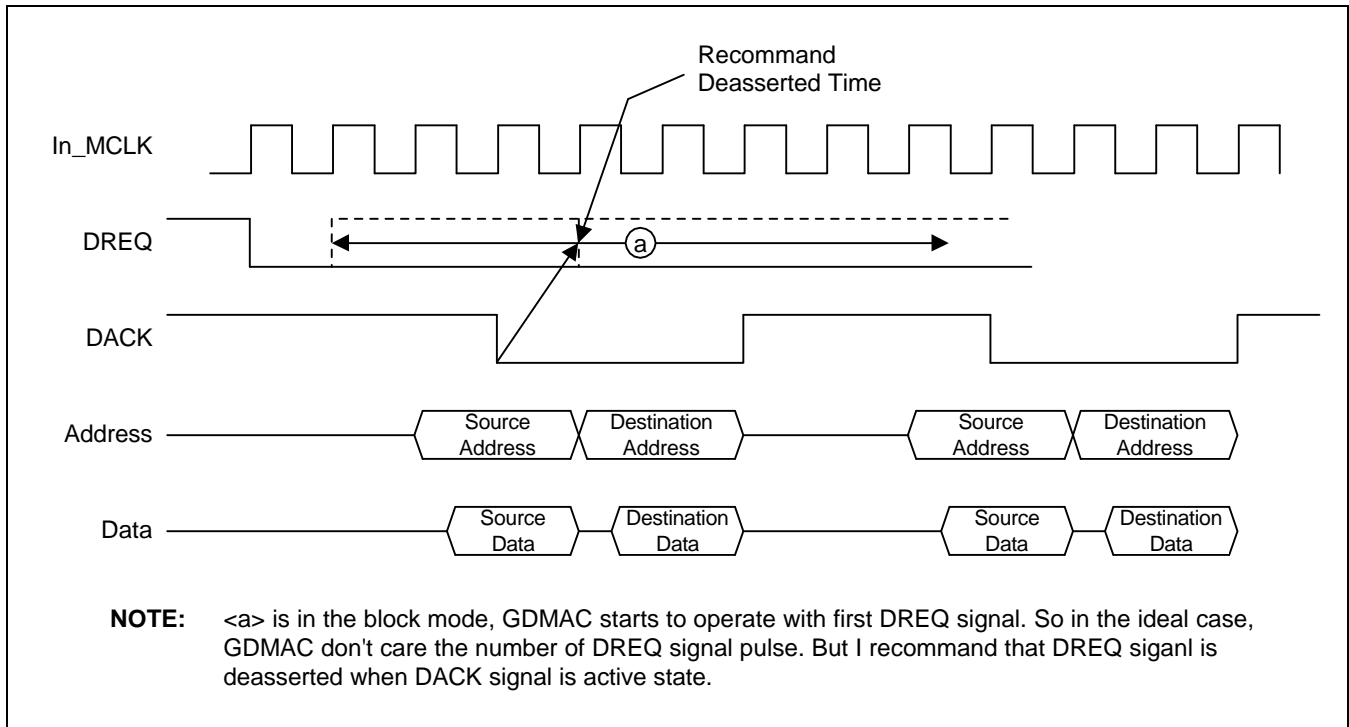 Recommand
Deasserted Time
In_MCLK
DREQ
a
DACK
Address
Source
Address
Destination
Address
Source
Address
Destination
Address
Data
Source
Data
Destination
Data
Source
Data
Destination
Data
NOTE: <a> is in the block mode, GDMAC starts to operate with first DREQ signal. So in the ideal case,
GDMAC don't care the number of DREQ signal pulse. But I recommand that DREQ siganl is
deasserted when DACK signal is active state.